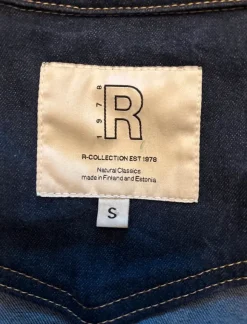 1978
R
R-COLLECTION EST 1978
Natural Classics
made in Finland and Estonia
S